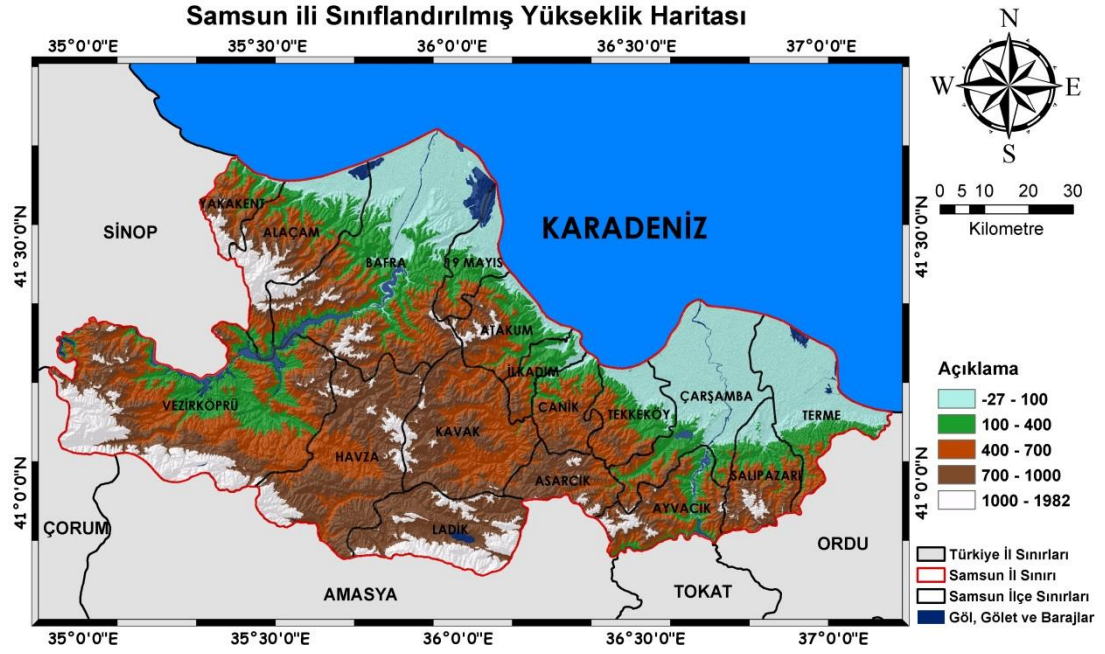 Samsun ili Sınıflandırılmış Yükseklik Haritası
35°0'0"E 35°30'0"E 36°0'0"E 36°30'0"E 37°0'0"E
N
W E
S
0 5 10 20 30
Kilometre
41°30'0"N
41°30'0"N
41°0'0"N
41°0'0"N
SİNOP
KARADENİZ
YAKAKENT
ALAÇAM
BAFRA
19 MAYIS
ATAKUM
İLKADIM
CANİK
TEKKEKÖY
ÇARŞAMBA
TERME
VEZİRKÖPRÜ
HAVZA
KAVAK
ASARCIK
SALIPAZARI
AYVACIK
LADİK
ÇORUM
AMASYA
TOKAT
ORDU
Açıklama
-27 - 100
100 - 400
400 - 700
700 - 1000
1000 - 1982
Türkiye İl Sınırları
Samsun İl Sınırı
Samsun İlçe Sınırları
Göl, Gölet ve Barajlar
35°0'0"E 35°30'0"E 36°0'0"E 36°30'0"E 37°0'0"E